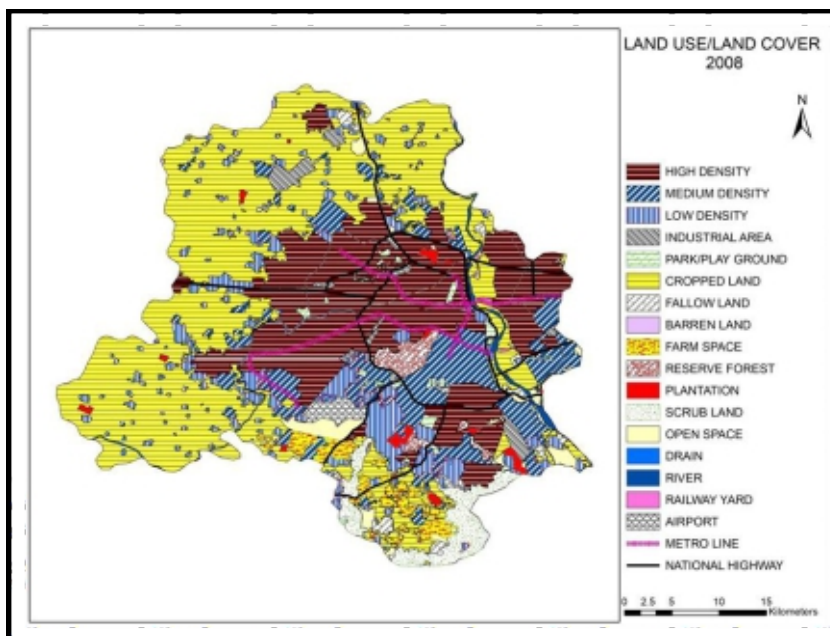 LAND USE/LAND COVER
2008
N
HIGH DENSITY
MEDIUM DENSITY
LOW DENSITY
INDUSTRIAL AREA
PARK/PLAY GROUND
CROPPED LAND
FALLOW LAND
BARREN LAND
FARM SPACE
RESERVE FOREST
PLANTATION
SCRUB LAND
OPEN SPACE
DRAIN
RIVER
RAILWAY YARD
AIRPORT
METRO LINE
NATIONAL HIGHWAY
0 2.5 5 10 15
Kilometers